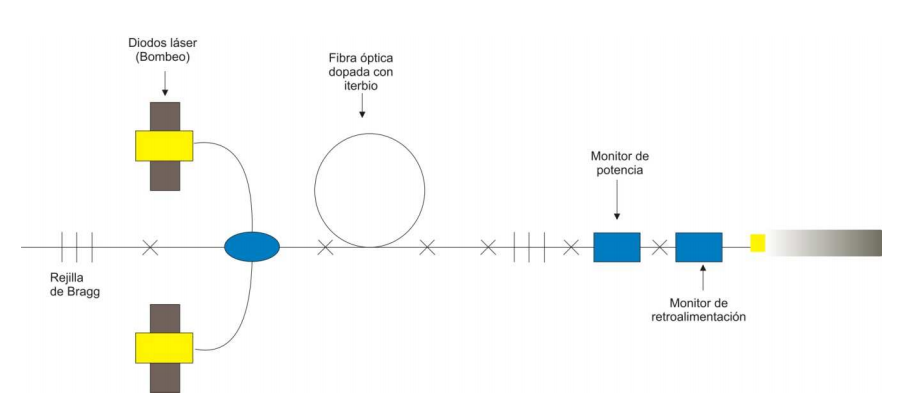 Diodos láser
(Bombeo)
Fibra óptica
dopada con
iterbio
Monitor de
potencia
Rejilla
de Bragg
Monitor de
retroalimentación